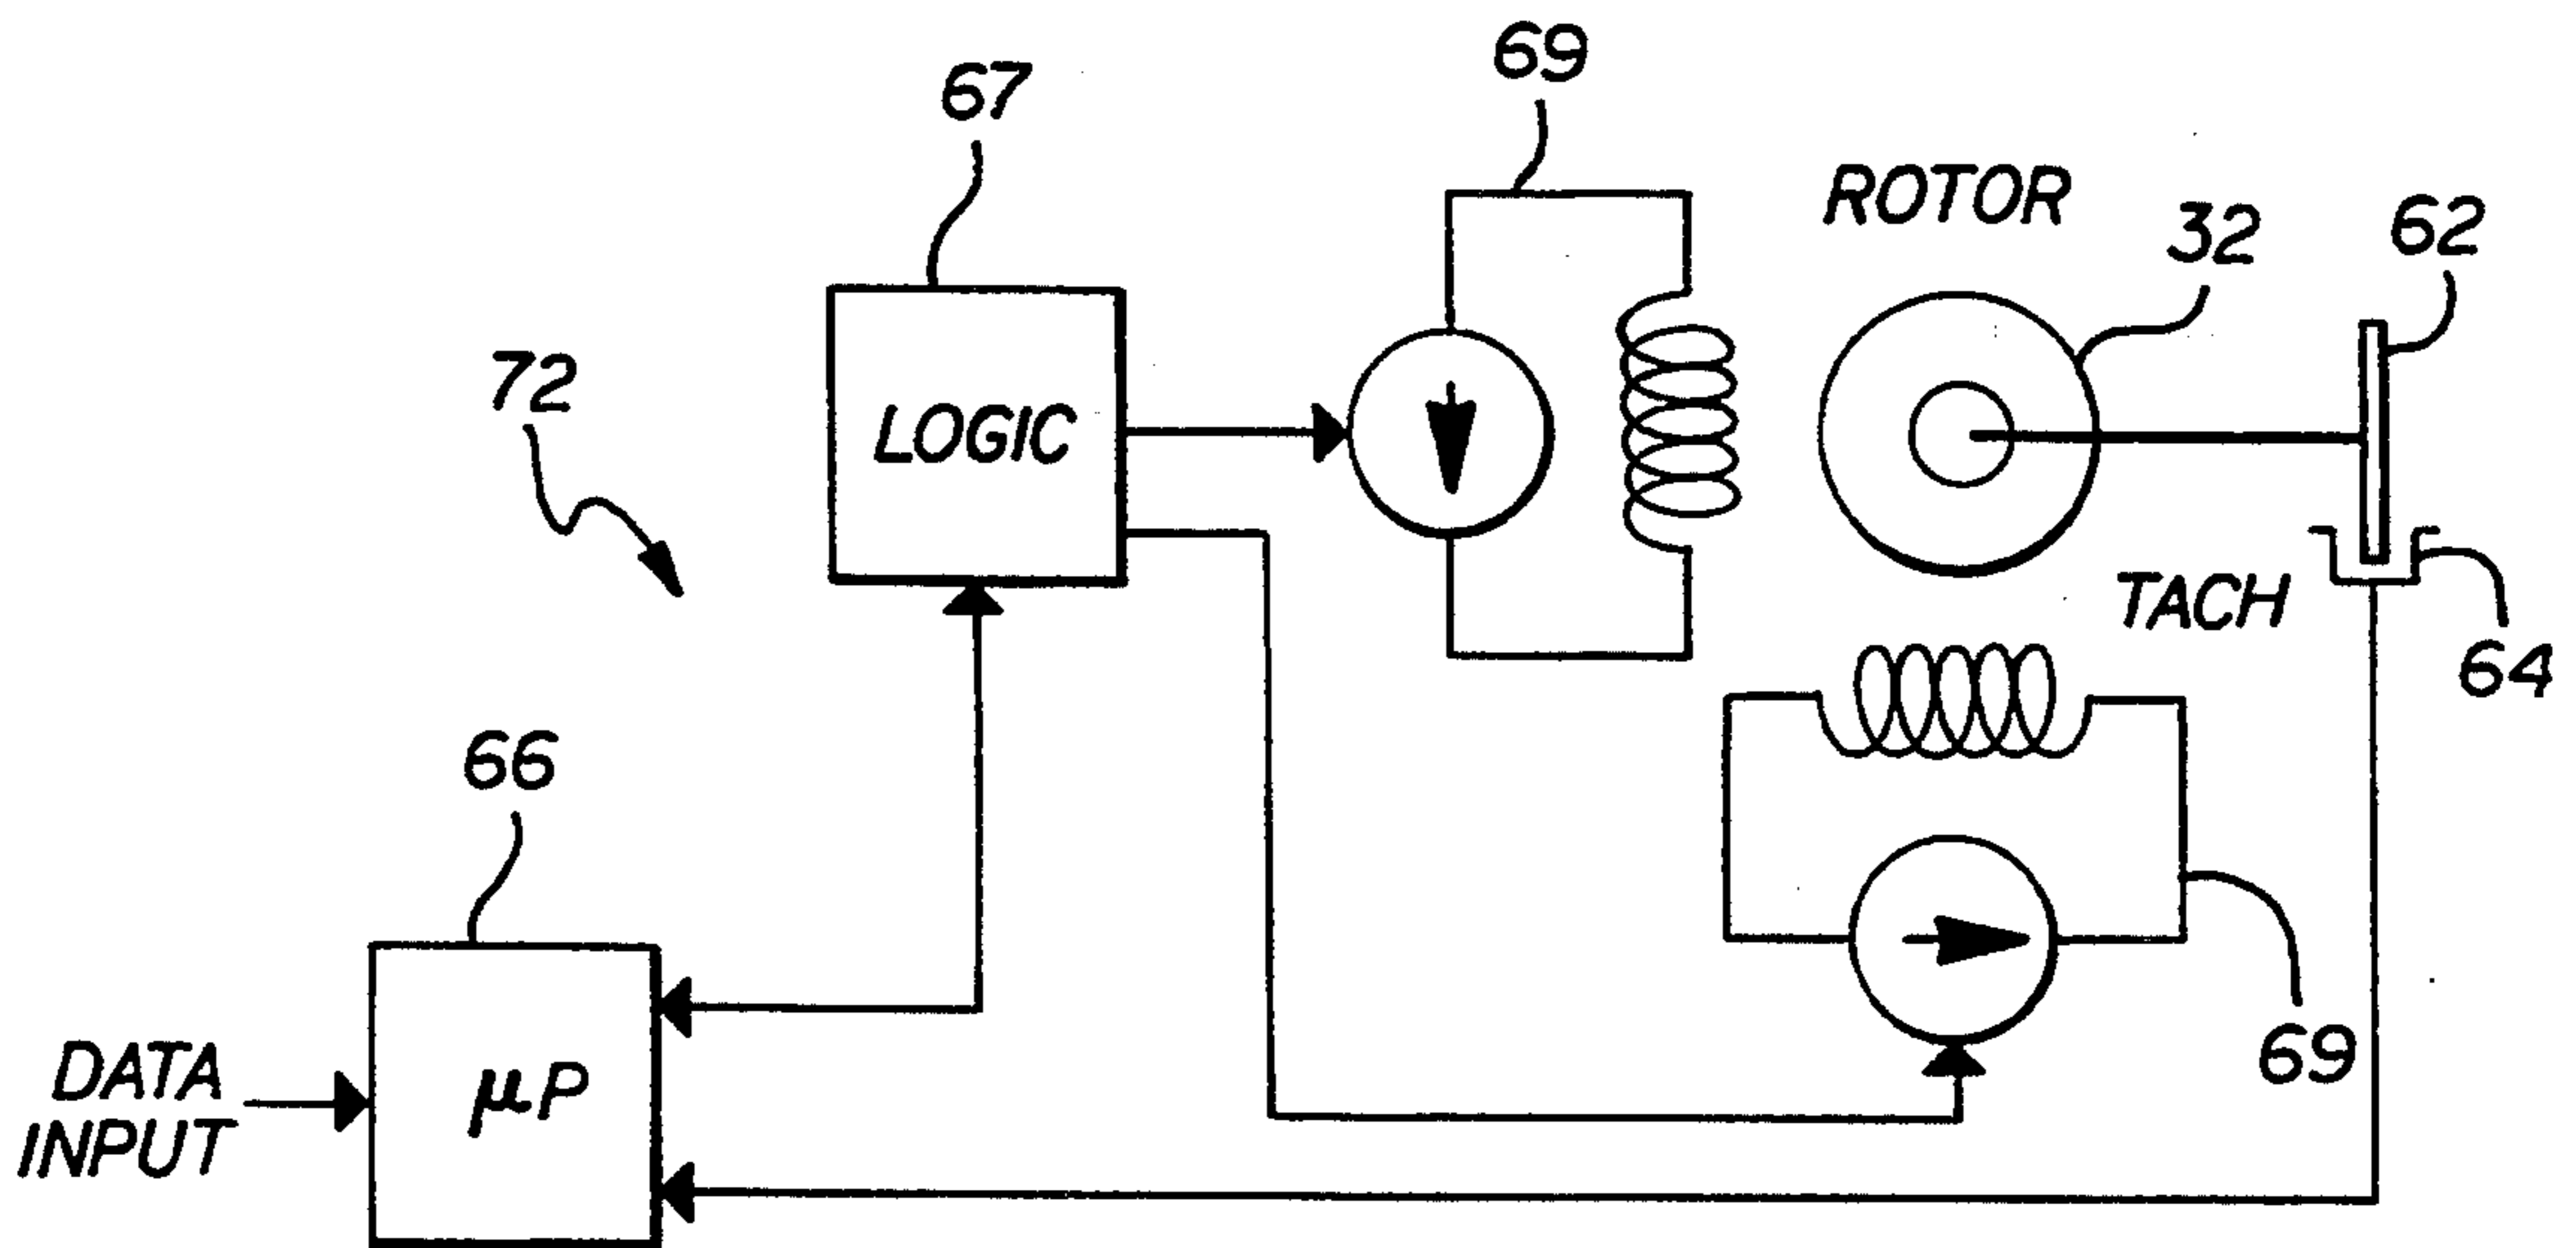 69
67
ROTOR
32
62
72
LOGIC
TACH
64
66
69
DATA
INPUT
μP